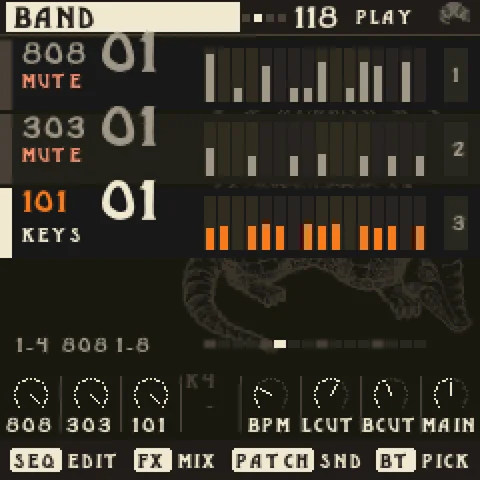 BAND 118 PLAY
808 01 1
MUTE
303 01 2
MUTE
101 01 3
KEYS
1-4 808 1-8
K4
-
808 303 101 BPM LCUT BCUT MAIN
SEQ EDIT FX MIX PATCH SND BT PICK